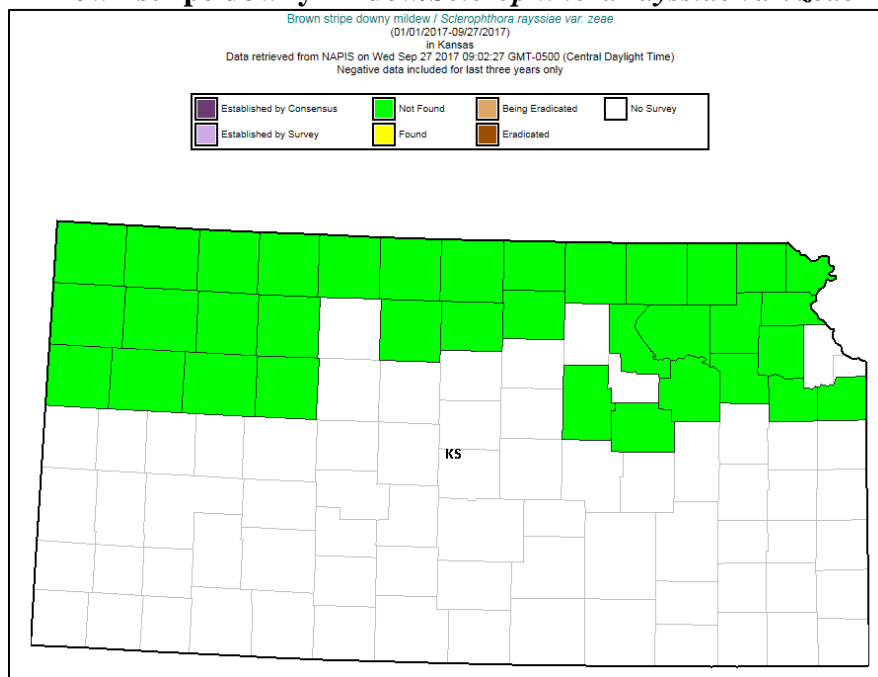 Brown stripe downy mildew / Sclerophthora rayssiae var. zeae
(01/01/2017-09/27/2017)
in Kansas
Data retrieved from NAPIS on Wed Sep 27 2017 09:02:27 GMT-0500 (Central Daylight Time)
Negative data included for last three years only
Established by Consensus Not Found Being Eradicated No Survey
Established by Survey Found Eradicated
KS